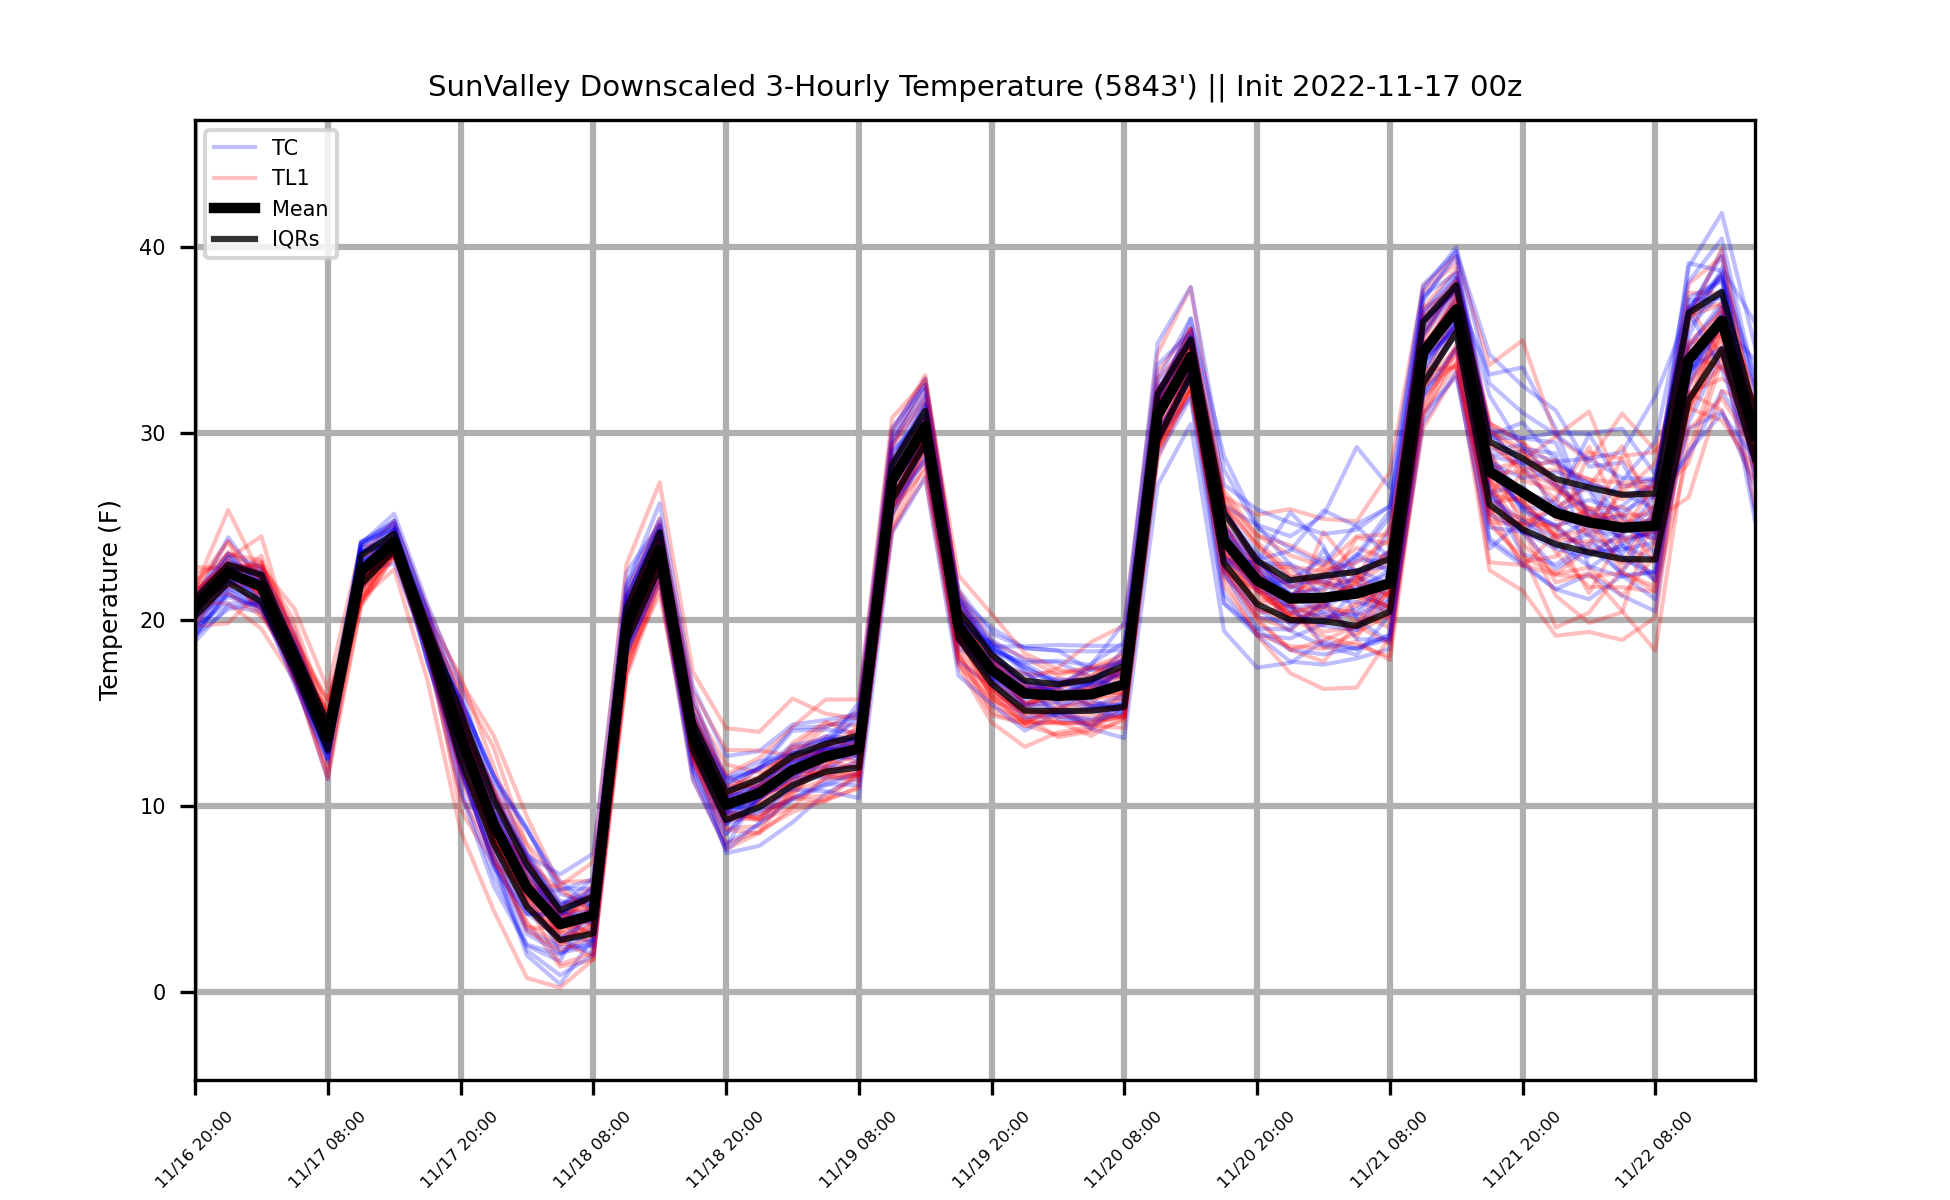 SunValley Downscaled 3-Hourly Temperature (5843') || Init 2022-11-17 00z
TC
TL1
Mean
IQRs
Temperature (F)
40
30
20
10
0
11/16 20:00
11/17 08:00
11/17 20:00
11/18 08:00
11/18 20:00
11/19 08:00
11/19 20:00
11/20 08:00
11/20 20:00
11/21 08:00
11/21 20:00
11/22 08:00